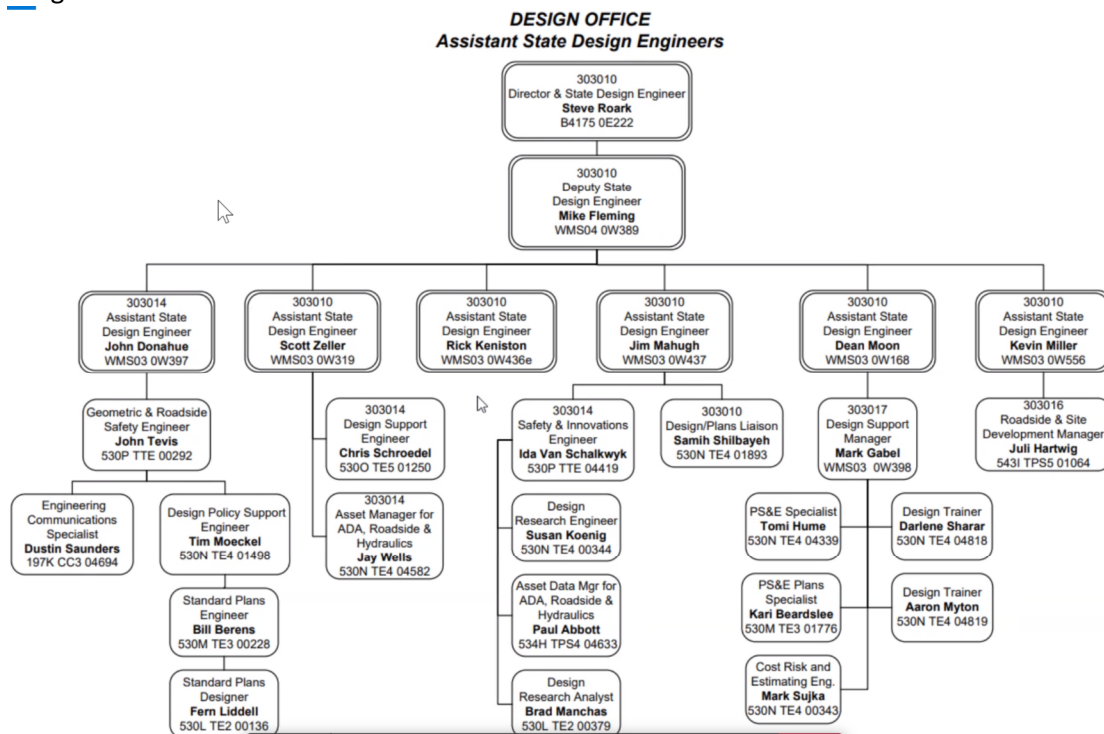 DESIGN OFFICE
Assistant State Design Engineers
303010
Director & State Design Engineer
Steve Roark
B4175 0E222
303010
Deputy State
Design Engineer
Mike Fleming
WMS04 0W389
303014
Assistant State
Design Engineer
John Donahue
WMS03 0W397
303010
Assistant State
Design Engineer
Scott Zeller
WMS03 0W319
303010
Assistant State
Design Engineer
Rick Keniston
WMS03 0W436e
303010
Assistant State
Design Engineer
Jim Mahugh
WMS03 0W437
303010
Assistant State
Design Engineer
Dean Moon
WMS03 0W168
303010
Assistant State
Design Engineer
Kevin Miller
WMS03 0W556
Geometric & Roadside
Safety Engineer
John Tevis
530P TTE 00292
303014
Design Support
Engineer
Chris Schroedel
530O TE5 01250
303014
Safety & Innovations
Engineer
Ida Van Schalkwyk
530P TTE 04419
303010
Design/Plans Liaison
Samih Shilbayeh
530N TE4 01893
303017
Design Support
Manager
Mark Gabel
WMS03 0W398
303016
Roadside & Site
Development Manager
Juli Hartwig
543I TPS5 01064
Engineering
Communications
Specialist
Dustin Saunders
197K CC3 04694
Design Policy Support
Engineer
Tim Moeckel
530N TE4 01498
303014
Asset Manager for
ADA, Roadside &
Hydraulics
Jay Wells
530N TE4 04582
Design
Research Engineer
Susan Koenig
530N TE4 00344
PS&E Specialist
Tomi Hume
530N TE4 04339
Design Trainer
Darlene Sharar
530N TE4 04818
Standard Plans
Engineer
Bill Berens
530M TE3 00228
Asset Data Mgr for
ADA, Roadside &
Hydraulics
Paul Abbott
534H TPS4 04633
PS&E Plans
Specialist
Kari Beardslee
530M TE3 01776
Design Trainer
Aaron Myton
530N TE4 04819
Standard Plans
Designer
Fern Liddell
530L TE2 00136
Design
Research Analyst
Brad Manchas
530L TE2 00379
Cost Risk and
Estimating Eng.
Mark Sujka
530N TE4 00343